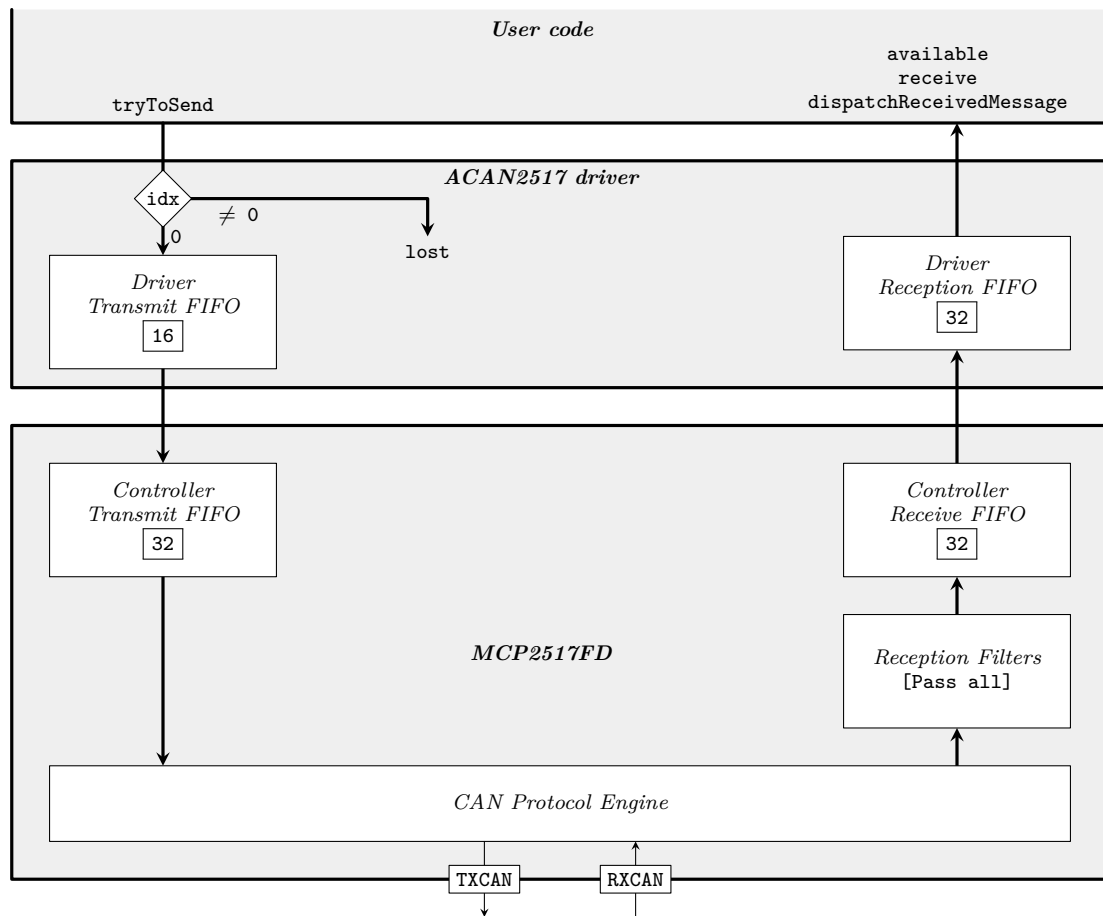 User code
available
receive
dispatchReceivedMessage
tryToSend
ACAN2517 driver
idx
≠ 0
0
lost
Driver
Transmit FIFO
16
Driver
Reception FIFO
32
Controller
Transmit FIFO
32
Controller
Receive FIFO
32
MCP2517FD
Reception Filters
[Pass all]
CAN Protocol Engine
TXCAN
RXCAN